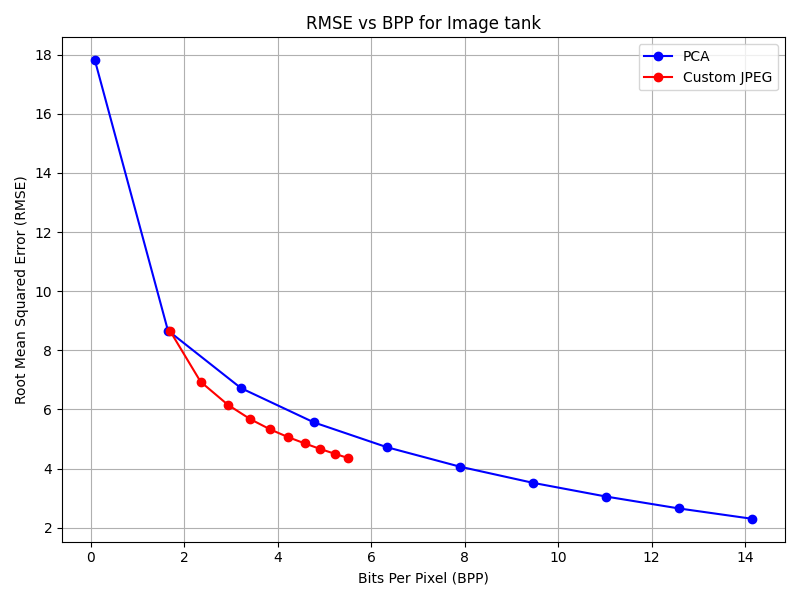 RMSE vs BPP for Image tank
PCA
Custom JPEG
Root Mean Squared Error (RMSE)
18
16
14
12
10
8
6
4
2
0 2 4 6 8 10 12 14
Bits Per Pixel (BPP)